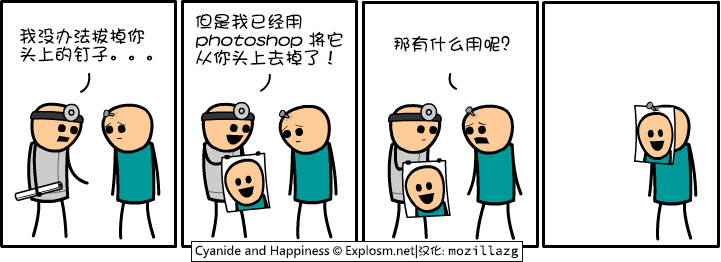 我没办法拔掉你
头上的钉子。。。
但是我已经用
photoshop 将它
从你头上去掉了！
那有什么用呢？
Cyanide and Happiness © Explosm.net|汉化: mozillazg